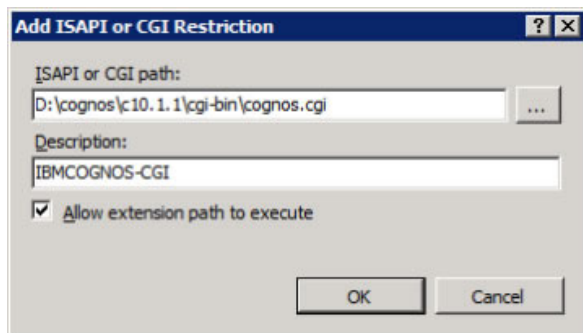 Add ISAPI or CGI Restriction
ISAPI or CGI path:
D:\cognos\c10.1.1\cgi-bin\cognos.cgi
...
Description:
IBMCOGNOS-CGI
Allow extension path to execute
OK
Cancel